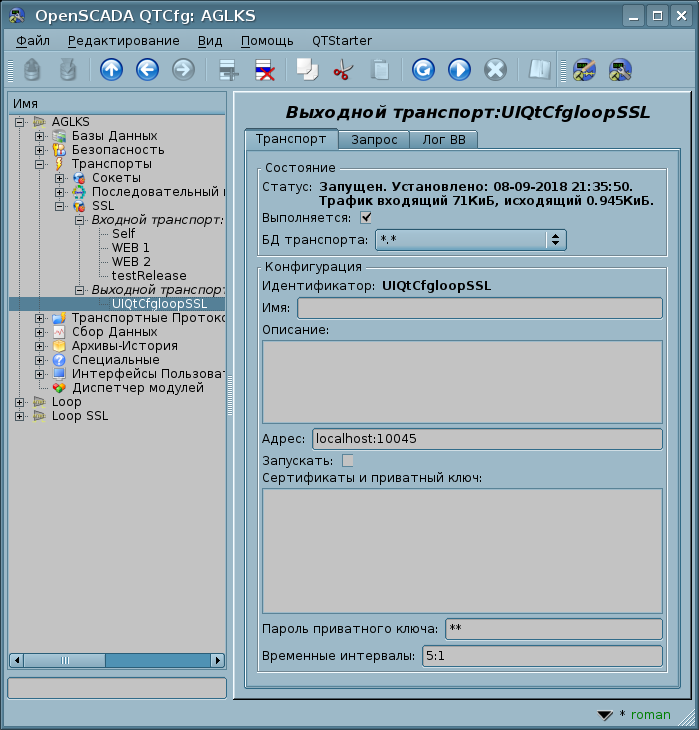 OpenSCADA QTCfg: AGLKS
Файл Редактирование Вид Помощь QTStarter
Имя
AGLKS
Базы Данных
Безопасность
Транспорты
Сокеты
Последовательный
SSL
Входной транспорт:
Self
WEB 1
WEB 2
testRelease
Выходной транспорт
UIQtCfgloopSSL
Транспортные Проток
Сбор Данных
Архивы-История
Специальные
Интерфейсы Пользоват
Диспетчер модулей
Loop
Loop SSL
Выходной транспорт:UIQtCfgloopSSL
Транспорт Запрос Лог ВВ
Состояние
Статус: Запущен. Установлено: 08-09-2018 21:35:50.
Трафик входящий 71КиБ, исходящий 0.945КиБ.
Выполняется:
БД транспорта: *.*
Конфигурация
Идентификатор: UIQtCfgloopSSL
Имя:
Описание:
Адрес: localhost:10045
Запускать:
Сертификаты и приватный ключ:
Пароль приватного ключа: **
Временные интервалы: 5:1
* roman